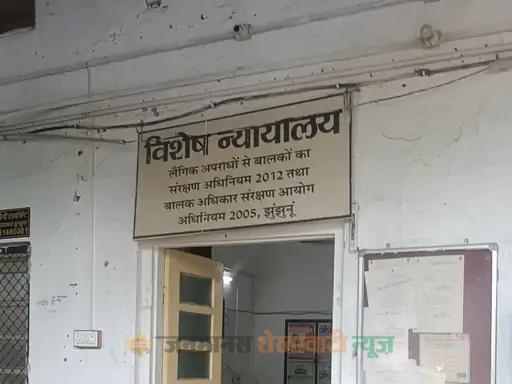 विशेष न्यायालय
लैंगिक अपराधों से बालकों का
संरक्षण अधिनियम 2012 तथा
बालक अधिकार संरक्षण आयोग
अधिनियम 2005, झुंझुनूं
जनमानस शेखावाटी न्यूज